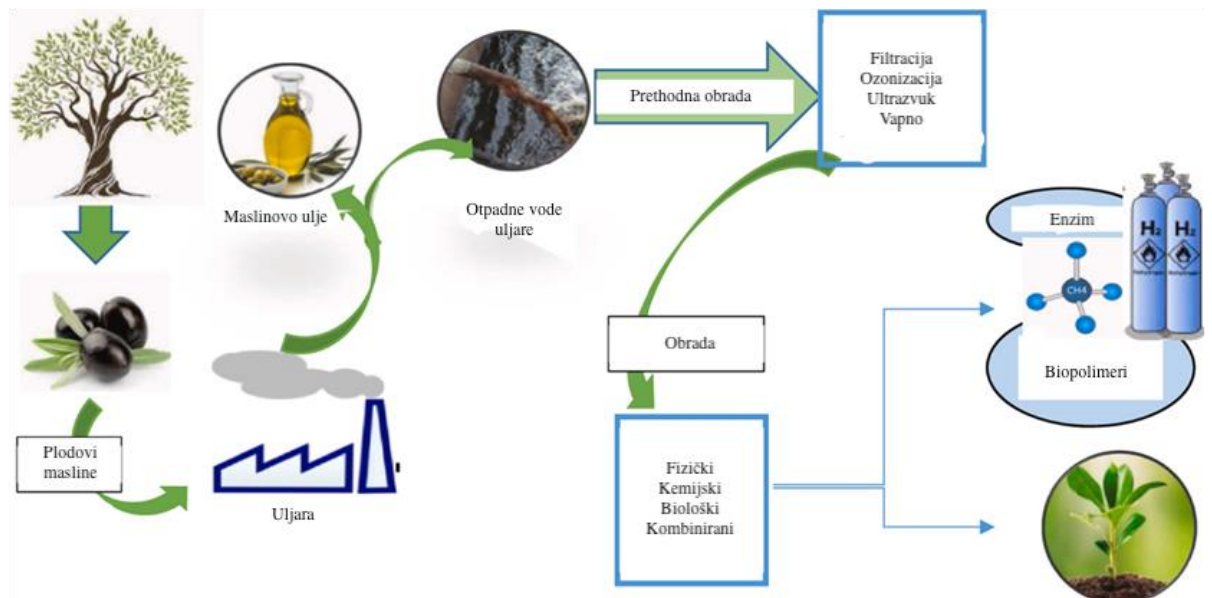 Maslinovo ulje
Otpadne vode
uljare
Prethodna obrada
Filtracija
Ozonizacija
Ultrazvuk
Vapno
Plodovi
masline
Uljara
Obrada
Fizički
Kemijski
Biološki
Kombinirani
Enzim
H₂
H₂
CH4
Biopolimeri